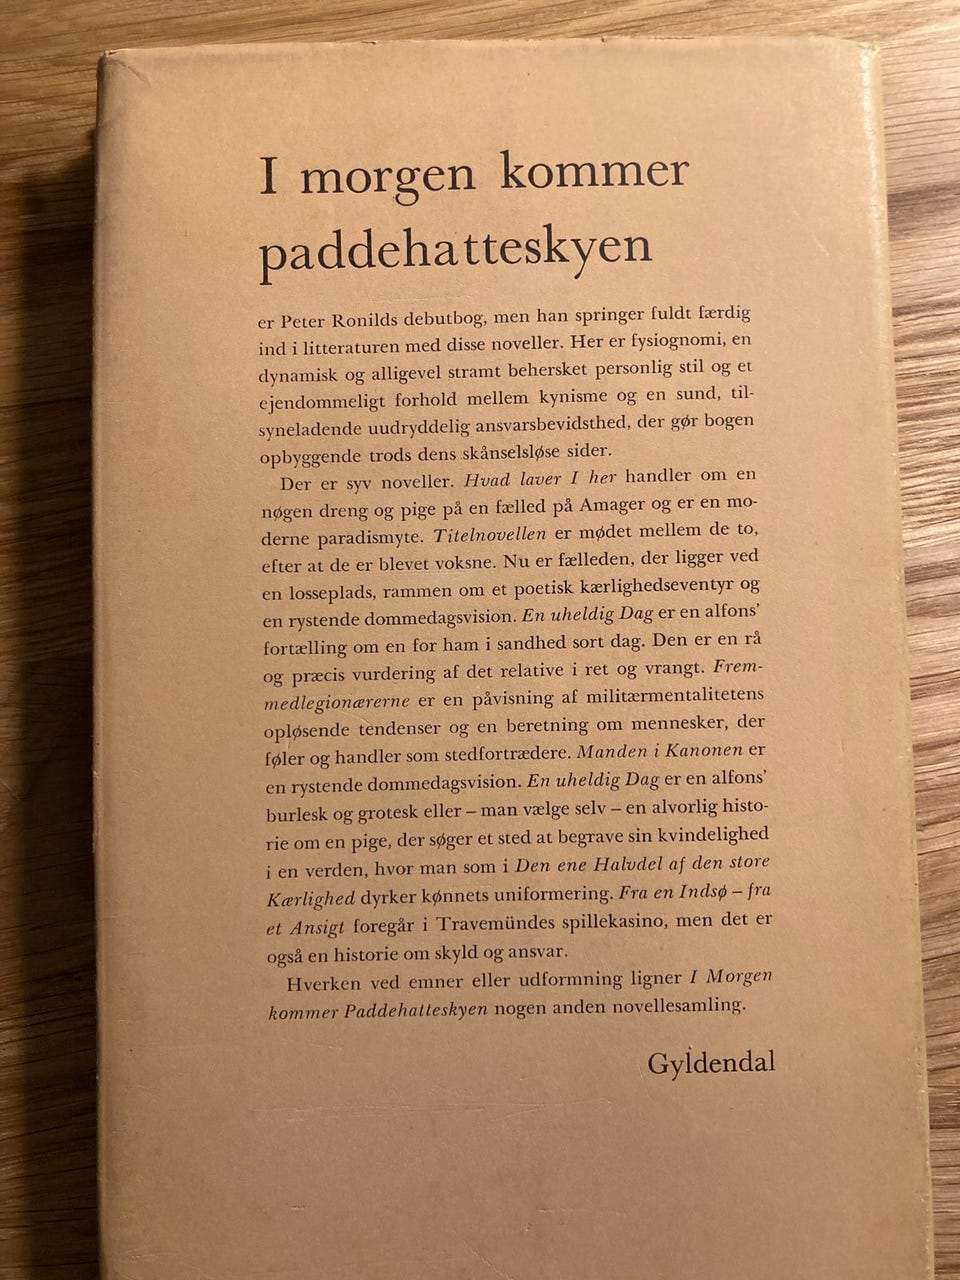 I morgen kommer
paddehatteskyen
er Peter Ronilds debutbog, men han springer fuldt færdig
ind i litteraturen med disse noveller. Her er fysiognomi, en
dynamisk og alligevel stramt behersket personlig stil og et
ejendommeligt forhold mellem kynisme og en sund, til-
syneladende uudryddelig ansvarsbevidsthed, der gør bogen
opbyggende trods dens skånselsløse sider.
Der er syv noveller. Hvad laver I her handler om en
nøgen dreng og pige på en fælled på Amager og er en mo-
derne paradismyte. Titelnovellen er mødet mellem de to,
efter at de er blevet voksne. Nu er fælleden, der ligger ved
en losseplads, rammen om et poetisk kærlighedseventyr og
en rystende dommedagsvision. En uheldig Dag er en alfons'
fortælling om en for ham i sandhed sort dag. Den er en rå
og præcis vurdering af det relative i ret og vrangt. Frem-
medlegionærerne er en påvisning af militærmentalitetens
opløsende tendenser og en beretning om mennesker, der
føler og handler som stedfortrædere. Manden i Kanonen er
en rystende dommedagsvision. En uheldig Dag er en alfons'
burlesk og grotesk eller – man vælge selv – en alvorlig histo-
rie om en pige, der søger et sted at begrave sin kvindelighed
i en verden, hvor man som i Den ene Halvdel af den store
Kærlighed dyrker kønnets uniformering. Fra en Indsø – fra
et Ansigt foregår i Travemündes spillekasino, men det er
også en historie om skyld og ansvar.
Hverken ved emner eller udformning ligner I Morgen
kommer Paddehatteskyen nogen anden novellesamling.
Gyldendal